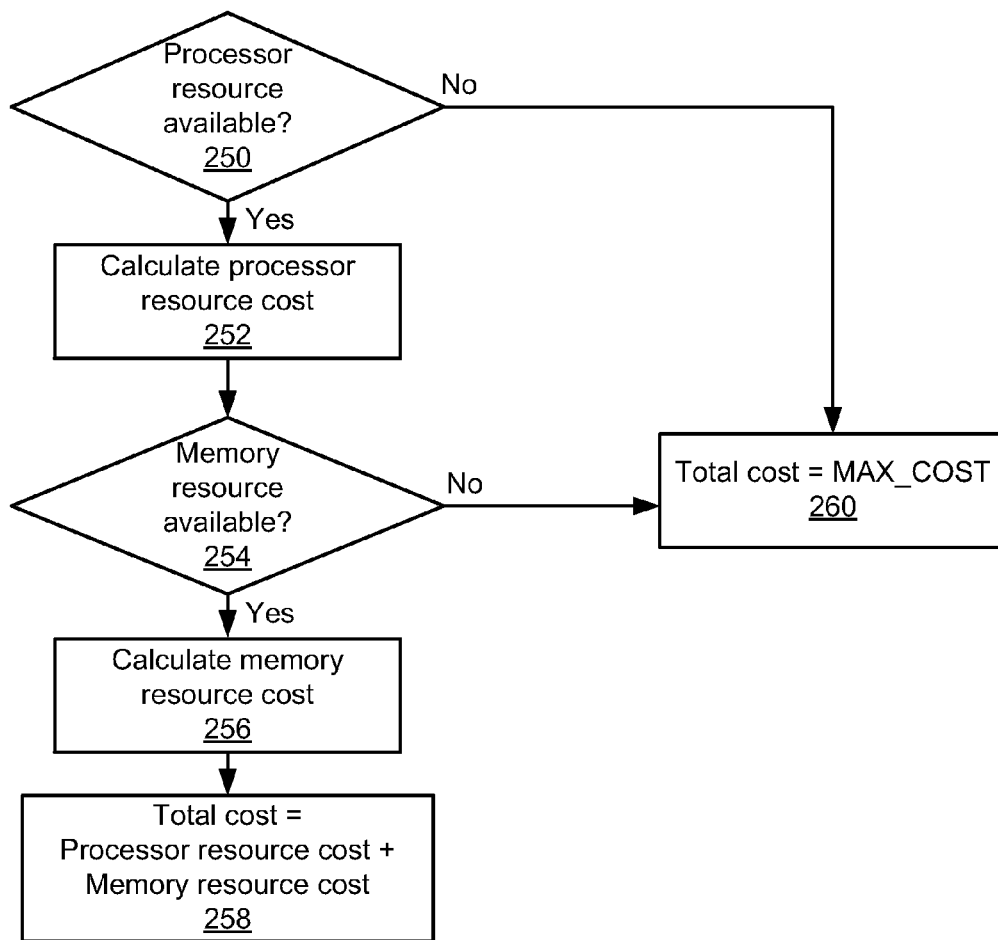 Processor
resource
available?
250
No
Yes
Calculate processor
resource cost
252
Memory
resource
available?
254
No
Total cost = MAX_COST
260
Yes
Calculate memory
resource cost
256
Total cost =
Processor resource cost +
Memory resource cost
258